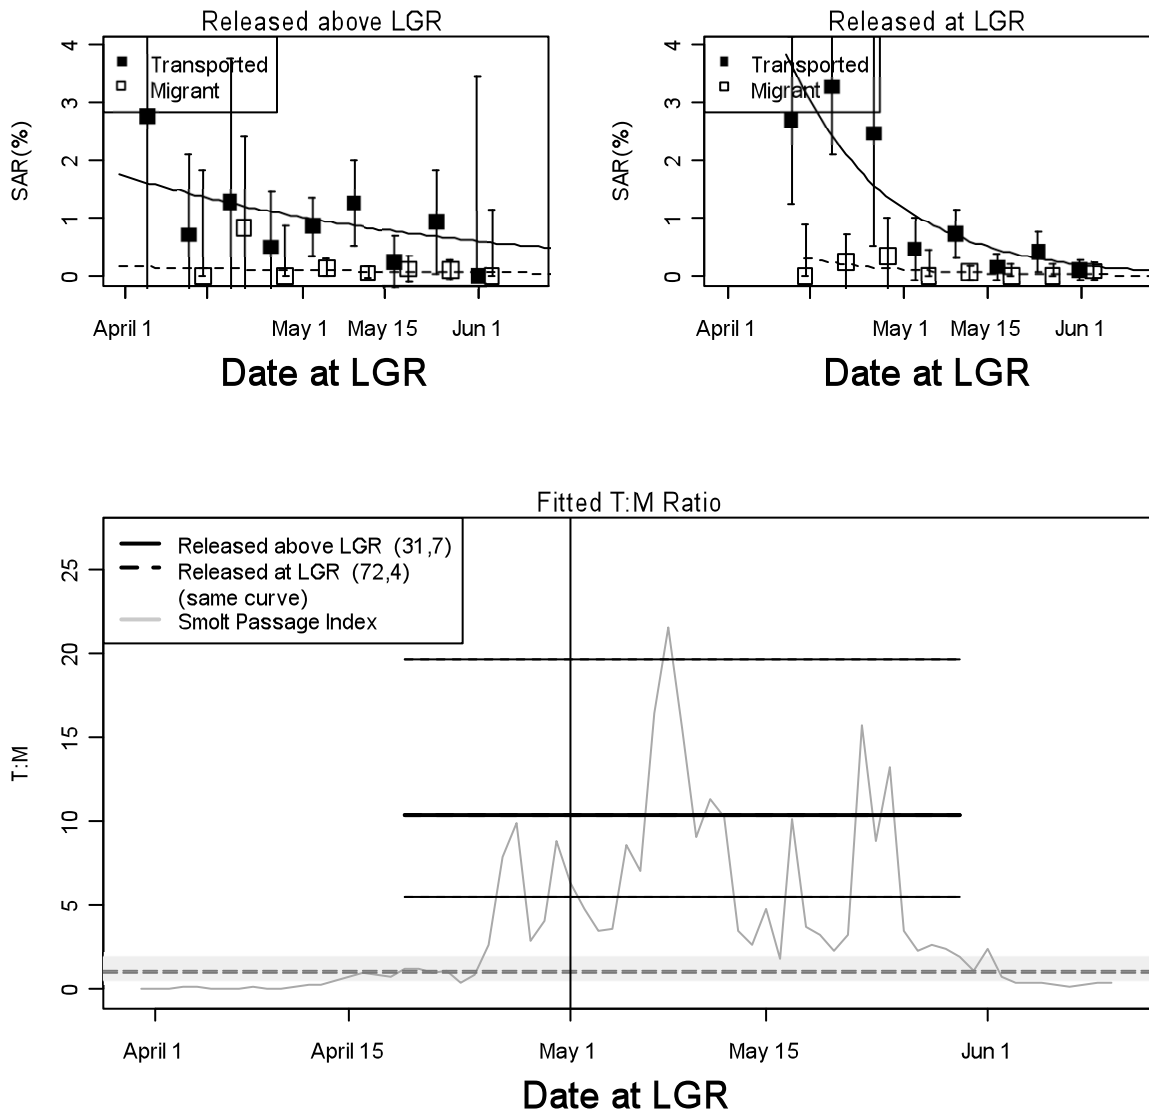 Released above LGR
SAR(%)
4
3
2
1
0
Transported
Migrant
April 1 May 1 May 15 Jun 1
Date at LGR
Released at LGR
SAR(%)
4
3
2
1
0
Transported
Migrant
April 1 May 1 May 15 Jun 1
Date at LGR
Fitted T:M Ratio
T:M
25
20
15
10
5
0
Released above LGR (31,7)
Released at LGR (72,4)
(same curve)
Smolt Passage Index
April 1 April 15 May 1 May 15 Jun 1
Date at LGR